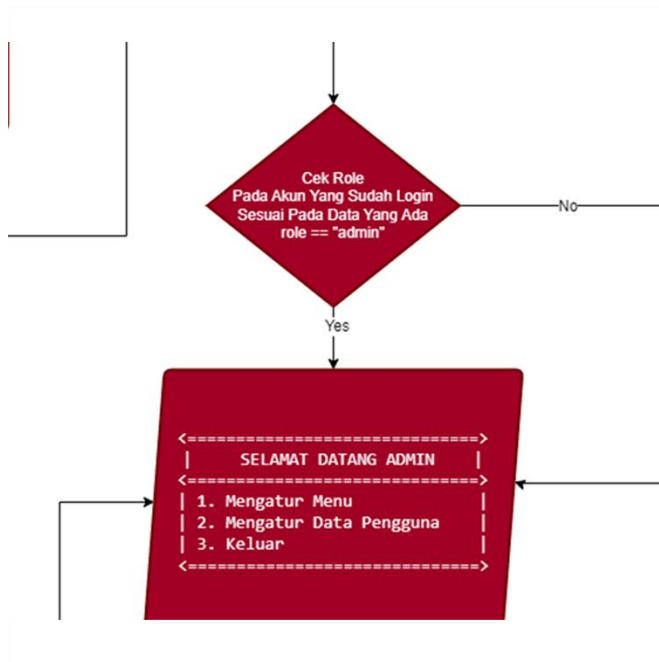 Cek Role
Pada Akun Yang Sudah Login
Sesuai Pada Data Yang Ada
role == "admin"
No
Yes
<==============================>
| SELAMAT DATANG ADMIN |
<==============================>
| 1. Mengatur Menu |
| 2. Mengatur Data Pengguna |
| 3. Keluar |
<==============================>